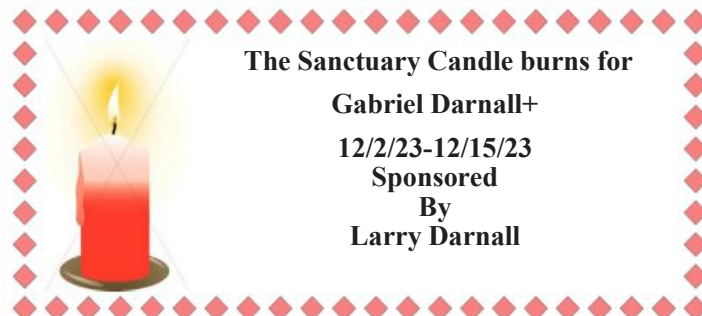 The Sanctuary Candle burns for
Gabriel Darnall+
12/2/23-12/15/23
Sponsored
By
Larry Darnall